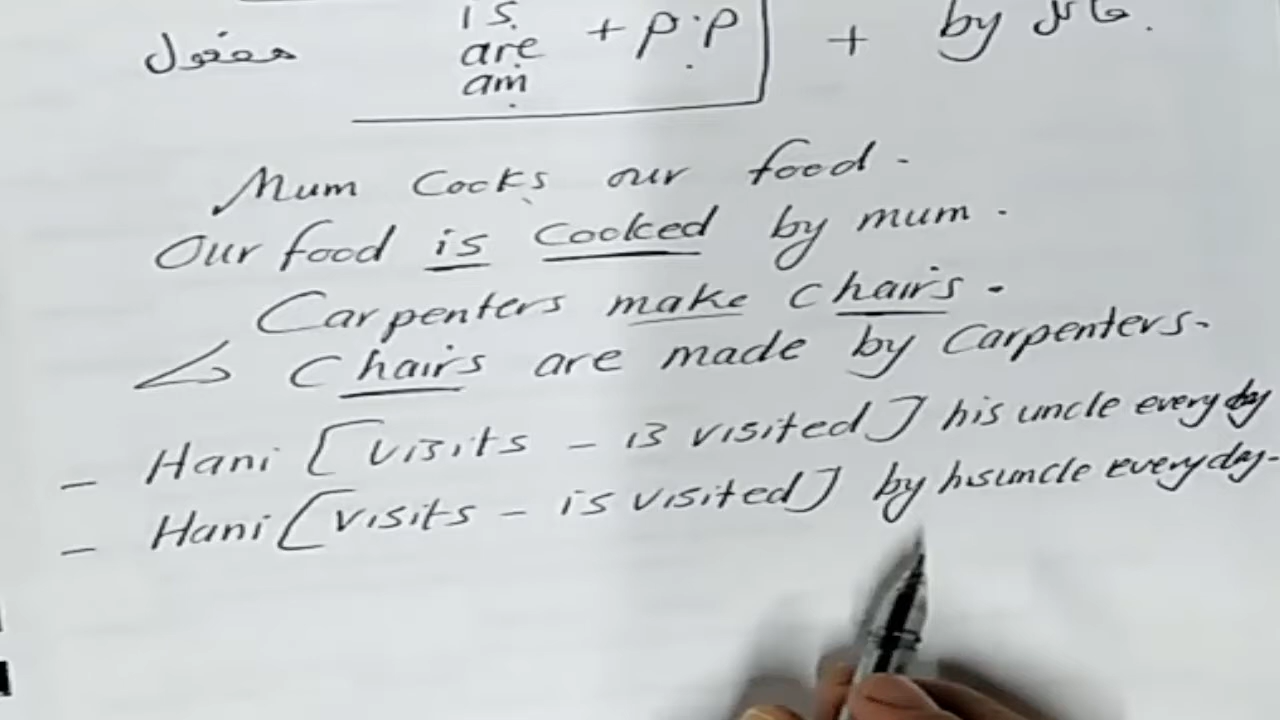 is
مفعول are + p.p + by فاعل.
am
Mum Cooks our food.
Our food is Cooked by mum.
Carpenters make Chairs.
Chairs are made by Carpenters.
- Hani [visits - is visited] his uncle everyday
- Hani [visits - is visited] by his uncle everyday.